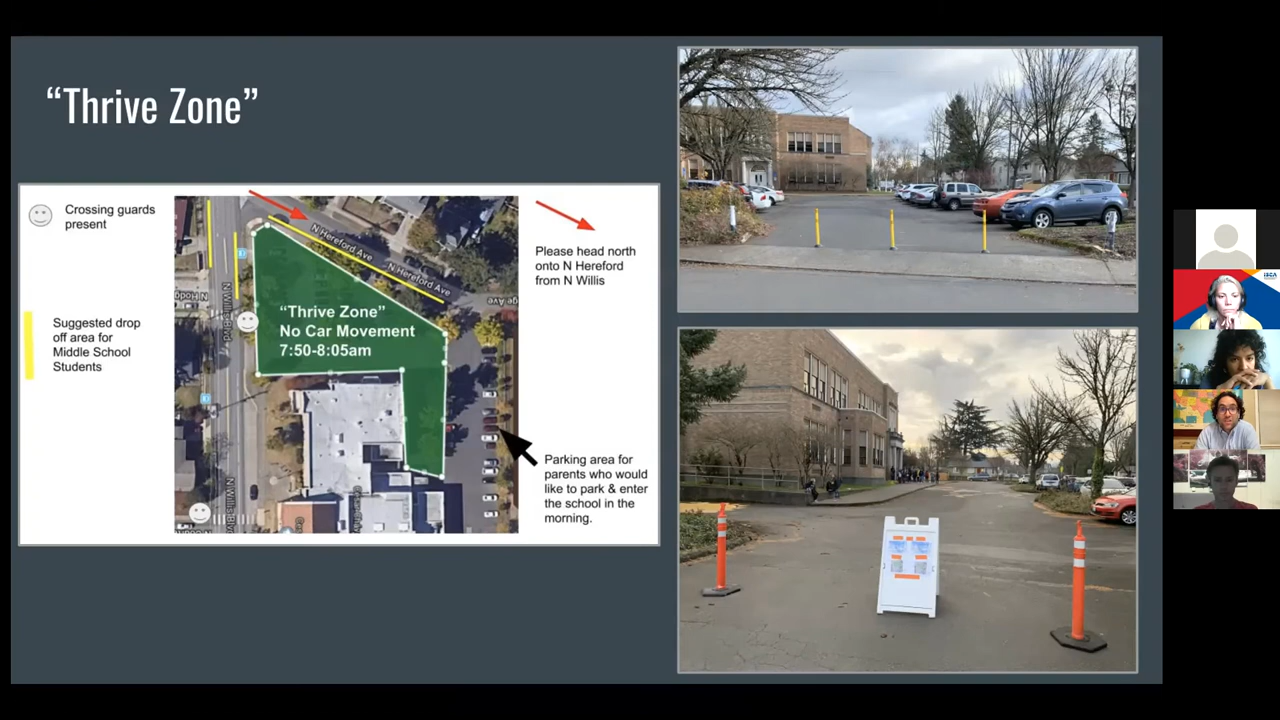 “Thrive Zone”
Crossing guards
present
Suggested drop
off area for
Middle School
Students
N Hereford Ave
N Hereford Ave
“Thrive Zone”
No Car Movement
7:50-8:05am
N Willis Blvd
N Willis Blvd
Please head north
onto N Hereford
from N Willis
Parking area for
parents who would
like to park & enter
the school in the
morning.